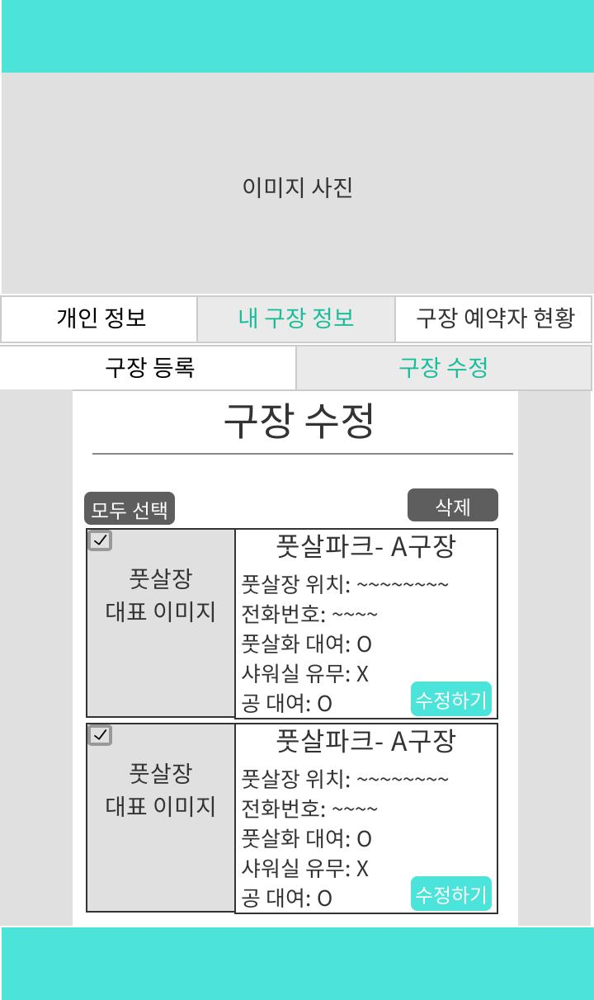 이미지 사진
개인 정보
내 구장 정보
구장 예약자 현황
구장 등록
구장 수정
구장 수정
모두 선택
삭제
풋살장
대표 이미지
풋살파크- A구장
풋살장 위치: ~~~~~~~~
전화번호: ~~~~
풋살화 대여: O
샤워실 유무: X
공 대여: O
수정하기
풋살장
대표 이미지
풋살파크- A구장
풋살장 위치: ~~~~~~~~
전화번호: ~~~~
풋살화 대여: O
샤워실 유무: X
공 대여: O
수정하기